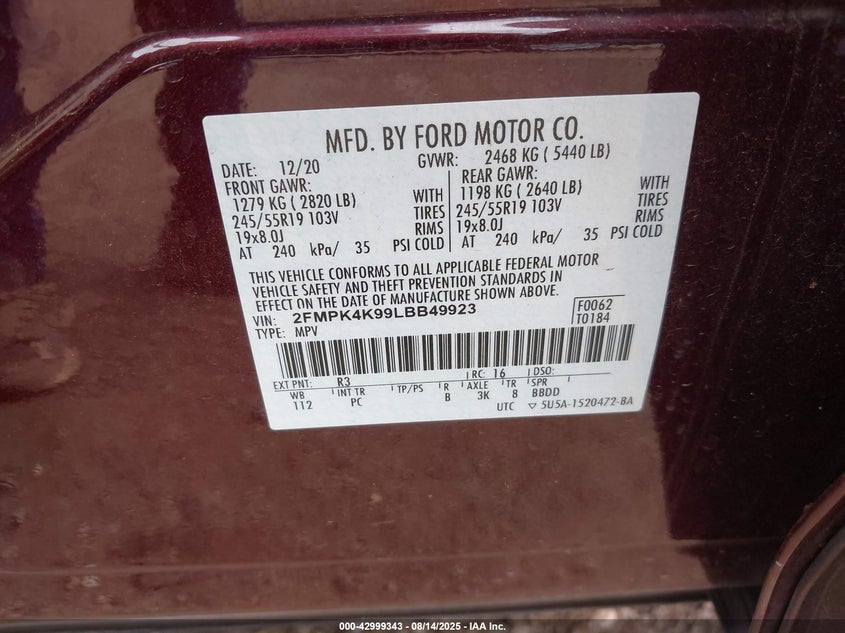 MFD. BY FORD MOTOR CO.
DATE: 12/20 GVWR: 2468 KG ( 5440 LB)
FRONT GAWR: REAR GAWR:
1279 KG ( 2820 LB) WITH 1198 KG ( 2640 LB) WITH
245/55R19 103V TIRES 245/55R19 103V TIRES
19x8.0J RIMS 19x8.0J RIMS
AT 240 kPa/ 35 PSI COLD AT 240 kPa/ 35 PSI COLD
THIS VEHICLE CONFORMS TO ALL APPLICABLE FEDERAL MOTOR
VEHICLE SAFETY AND THEFT PREVENTION STANDARDS IN
EFFECT ON THE DATE OF MANUFACTURE SHOWN ABOVE.
VIN: 2FMPK4K99LBB49923 F0062
TYPE: MPV T0184
EXT PNT: R3 RC: 16 DSO:
WB INT TR TP/PS R AXLE TR SPR
112 PC B 3K 8 BBDD
UTC ▽ 5U5A-1520472-BA
000-42999343 - 08/14/2025 - IAA Inc.